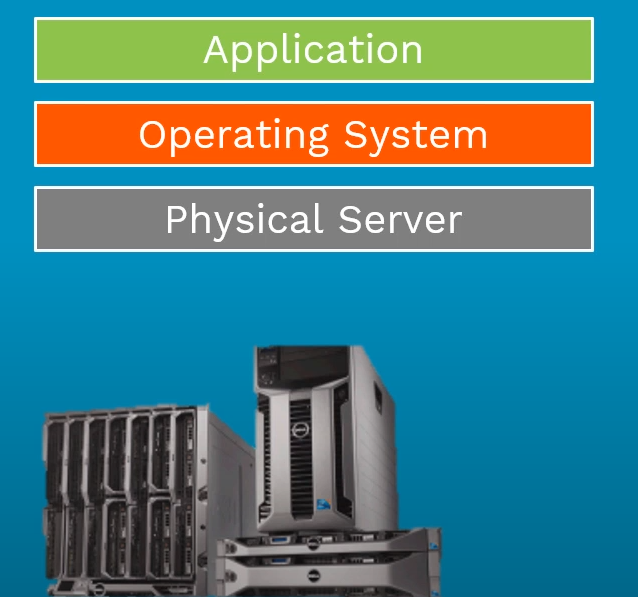 Application
Operating System
Physical Server